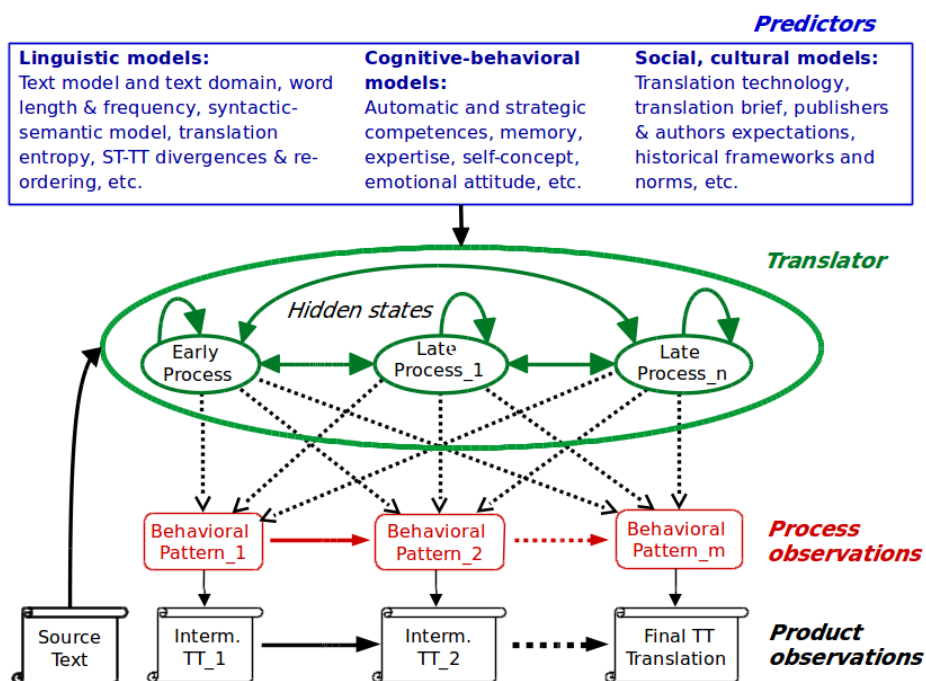 Predictors
Linguistic models:
Text model and text domain, word
length & frequency, syntactic-
semantic model, translation
entropy, ST-TT divergences & re-
ordering, etc.
Cognitive-behavioral
models:
Automatic and strategic
competences, memory,
expertise, self-concept,
emotional attitude, etc.
Social, cultural models:
Translation technology,
translation brief, publishers
& authors expectations,
historical frameworks and
norms, etc.
Translator
Hidden states
Early
Process
Late
Process_1
Late
Process_n
Behavioral
Pattern_1
Behavioral
Pattern_2
Behavioral
Pattern_m
Process
observations
Source
Text
Interm.
TT_1
Interm.
TT_2
Final TT
Translation
Product
observations